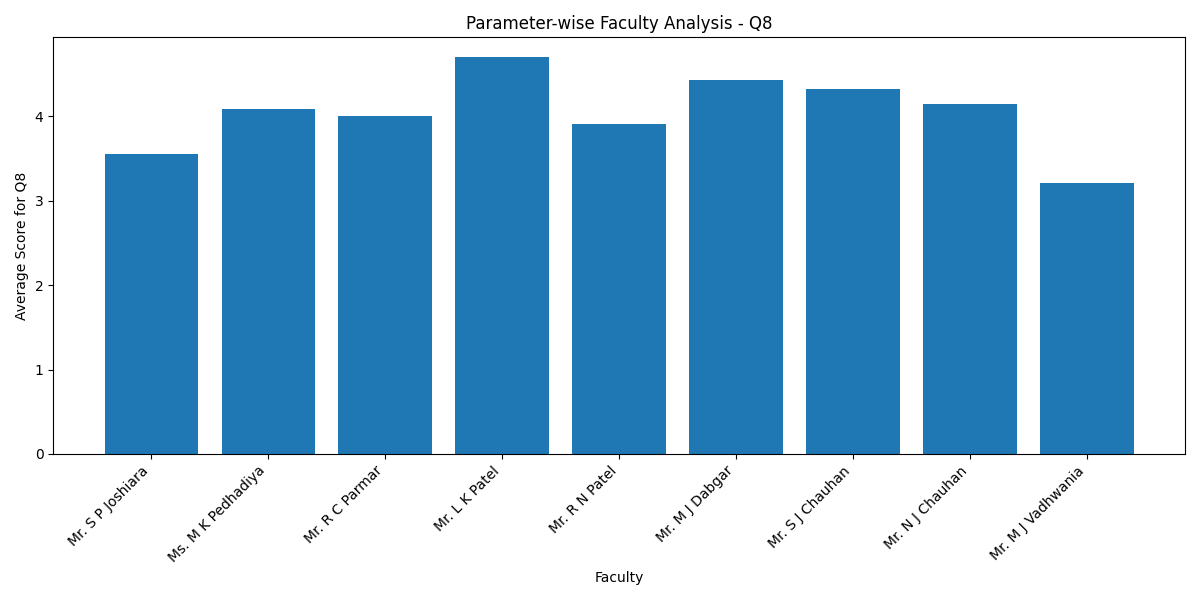 Parameter-wise Faculty Analysis - Q8
Average Score for Q8
4
3
2
1
0
Mr. S P Joshiara
Ms. M K Pedhadiya
Mr. R C Parmar
Mr. L K Patel
Mr. R N Patel
Mr. M J Dabgar
Mr. S J Chauhan
Mr. N J Chauhan
Mr. M J Vadhwania
Faculty